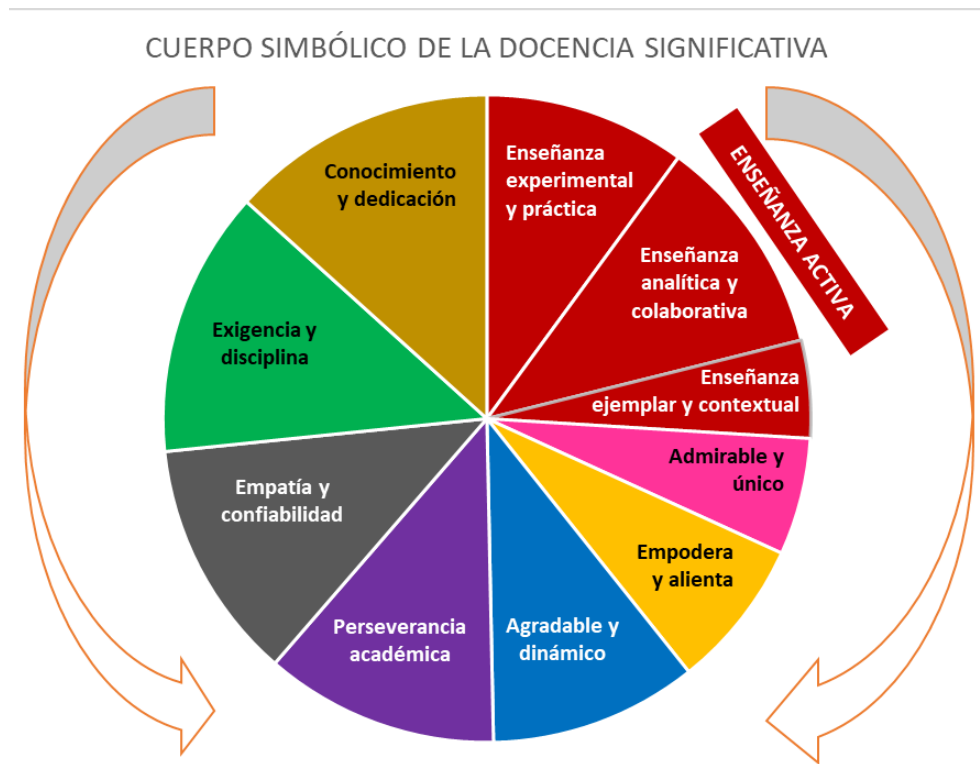 CUERPO SIMBÓLICO DE LA DOCENCIA SIGNIFICATIVA
Conocimiento
y dedicación
Enseñanza
experimental
y práctica
ENSEÑANZA ACTIVA
Enseñanza
analítica y
colaborativa
Exigencia y
disciplina
Enseñanza
ejemplar y contextual
Admirable y
único
Empatía y
confiabilidad
Empodera
y alienta
Perseverancia
académica
Agradable y
dinámico